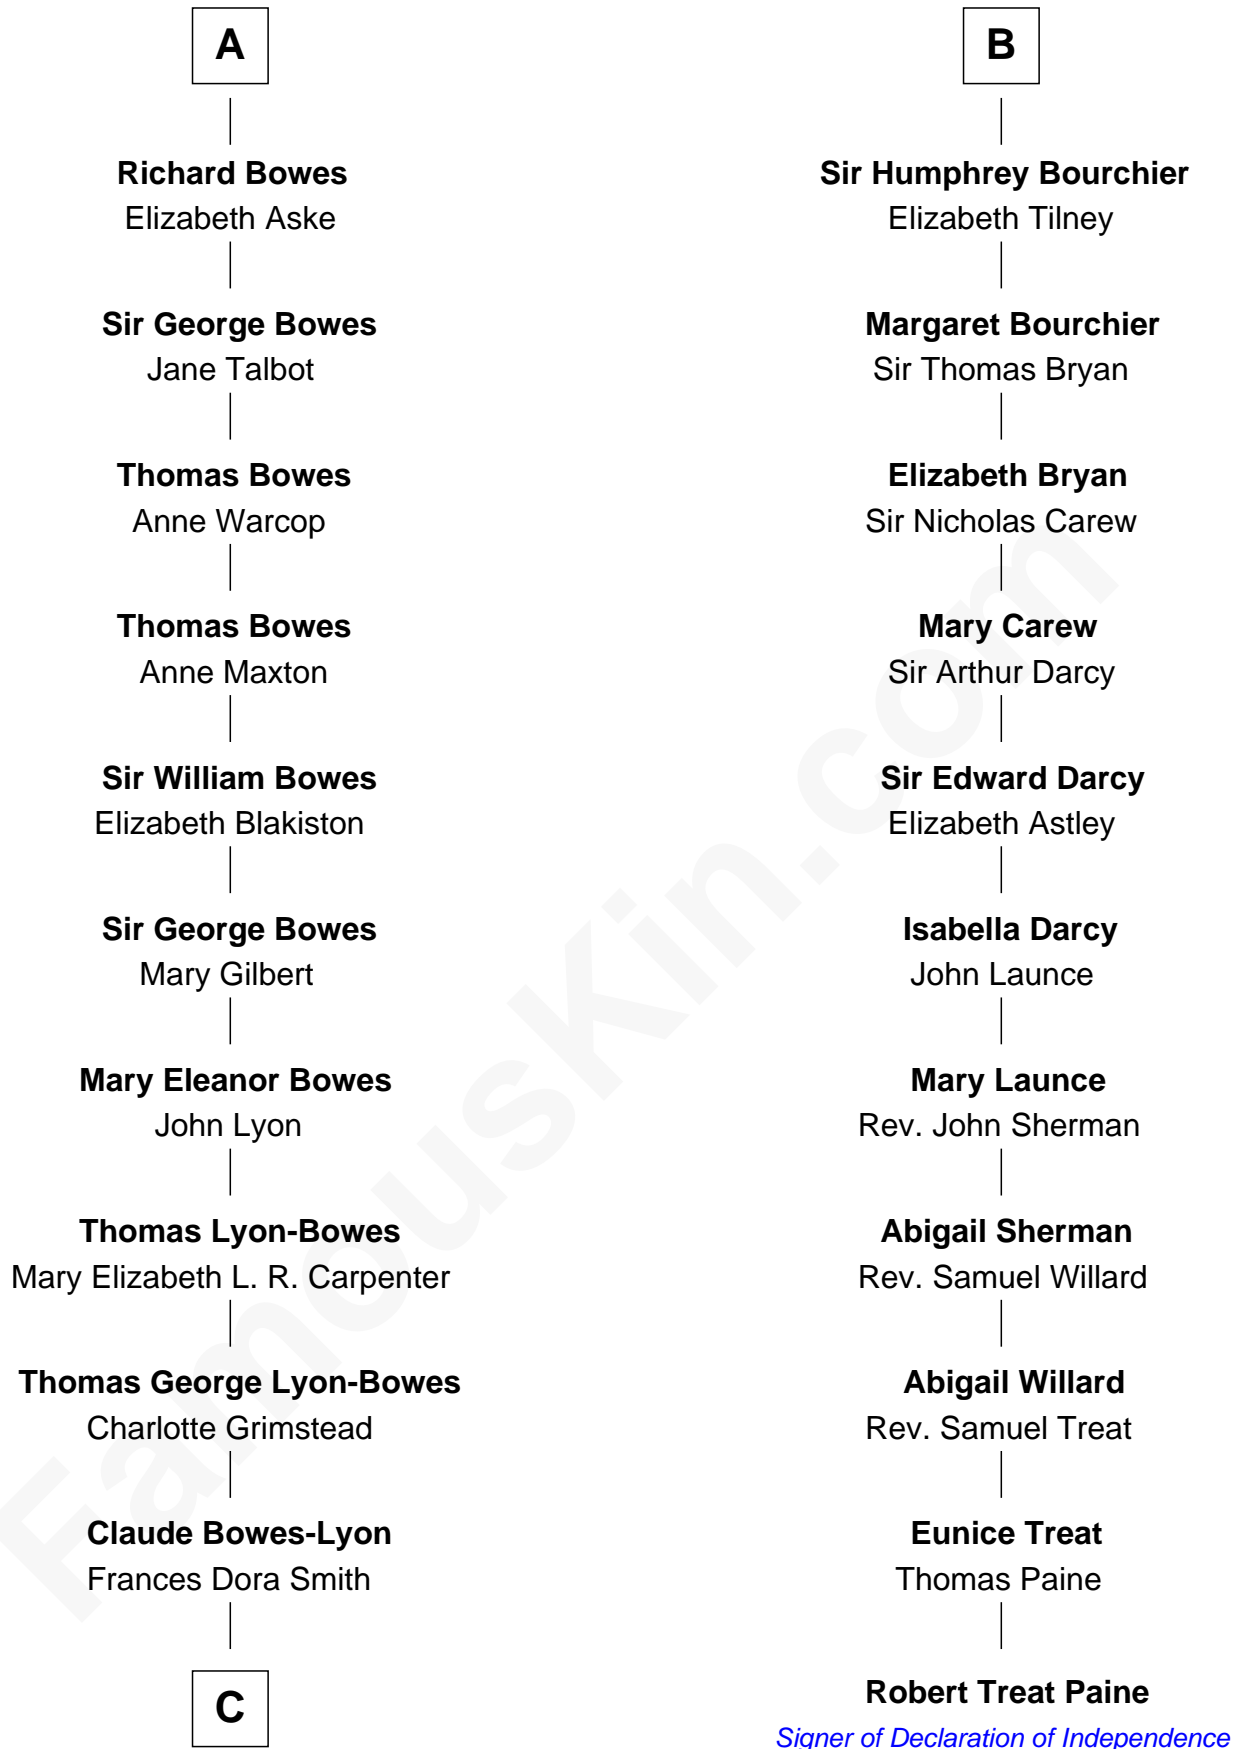 A
Richard Bowes
Elizabeth Aske
Sir George Bowes
Jane Talbot
Thomas Bowes
Anne Warcop
Thomas Bowes
Anne Maxton
Sir William Bowes
Elizabeth Blakiston
Sir George Bowes
Mary Gilbert
Mary Eleanor Bowes
John Lyon
Thomas Lyon-Bowes
Mary Elizabeth L. R. Carpenter
Thomas George Lyon-Bowes
Charlotte Grimstead
Claude Bowes-Lyon
Frances Dora Smith
C
B
Sir Humphrey Bourchier
Elizabeth Tilney
Margaret Bourchier
Sir Thomas Bryan
Elizabeth Bryan
Sir Nicholas Carew
Mary Carew
Sir Arthur Darcy
Sir Edward Darcy
Elizabeth Astley
Isabella Darcy
John Launce
Mary Launce
Rev. John Sherman
Abigail Sherman
Rev. Samuel Willard
Abigail Willard
Rev. Samuel Treat
Eunice Treat
Thomas Paine
Robert Treat Paine
Signer of Declaration of Independence
FamousKin.com